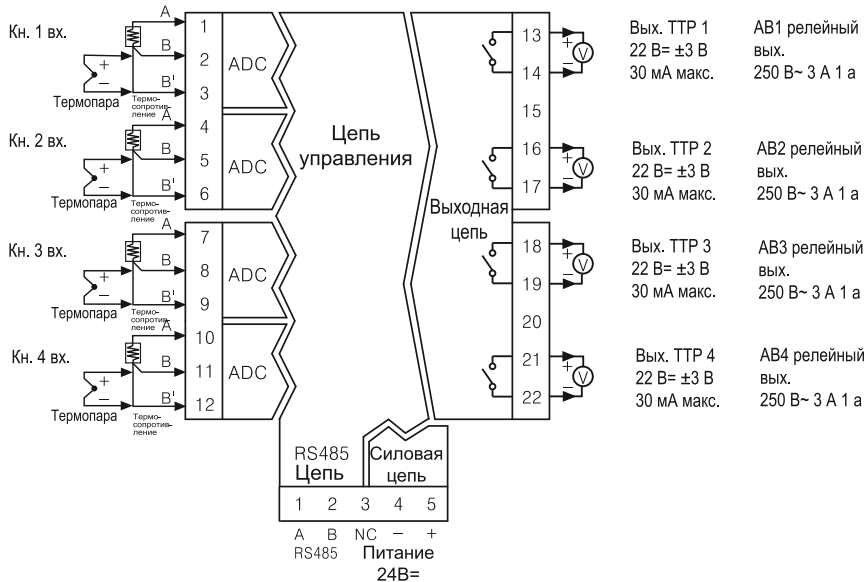 Кн. 1 вх.
A
B
B'
Термопара
Термо-
сопротив-
ление
1
2
3
ADC
Кн. 2 вх.
A
B
B'
Термопара
Термо-
сопротив-
ление
4
5
6
ADC
Кн. 3 вх.
A
B
B'
Термопара
Термо-
сопротив-
ление
7
8
9
ADC
Кн. 4 вх.
A
B
B'
Термопара
Термо-
сопротив-
ление
10
11
12
ADC
Цепь
управления
Выходная
цепь
13
14
15
16
17
18
19
20
21
22
V
V
V
V
Вых. ТТР 1
22 В= ±3 В
30 мА макс.
АВ1 релейный
вых.
250 В~ 3 А 1 а
Вых. ТТР 2
22 В= ±3 В
30 мА макс.
АВ2 релейный
вых.
250 В~ 3 А 1 а
Вых. ТТР 3
22 В= ±3 В
30 мА макс.
АВ3 релейный
вых.
250 В~ 3 А 1 а
Вых. ТТР 4
22 В= ±3 В
30 мА макс.
АВ4 релейный
вых.
250 В~ 3 А 1 а
RS485
Цепь
Силовая
цепь
1 2 3 4 5
A B NC − +
RS485 Питание
24В=